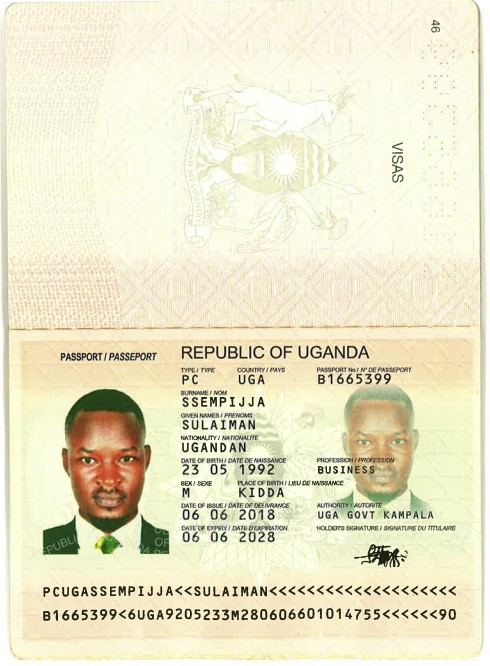 46
VISAS
PASSPORT / PASSEPORT
REPUBLIC OF UGANDA
TYPE / TYPE COUNTRY / PAYS PASSPORT No / N° DE PASSEPORT
PC UGA B1665399
SURNAME / NOM
SSEMPIJJA
GIVEN NAMES / PRENOMS
SULAIMAN
NATIONALITY / NATIONALITE
UGANDAN
DATE OF BIRTH / DATE DE NAISSANCE PROFESSION / PROFESSION
23 05 1992 BUSINESS
SEX / SEXE PLACE OF BIRTH / LIEU DE NAISSANCE
M KIDDA
DATE OF ISSUE / DATE DE DELIVRANCE AUTHORITY / AUTORITE
06 06 2018 UGA GOVT KAMPALA
DATE OF EXPIRY / DATE D'EXPIRATION HOLDER'S SIGNATURE / SIGNATURE DU TITULAIRE
06 06 2028
PCUGASSEMPIJJA<<SULAIMAN<<<<<<<<<<<<<<<<<<<<
B1665399<6UGA9205233M280606601014755<<<<<<90